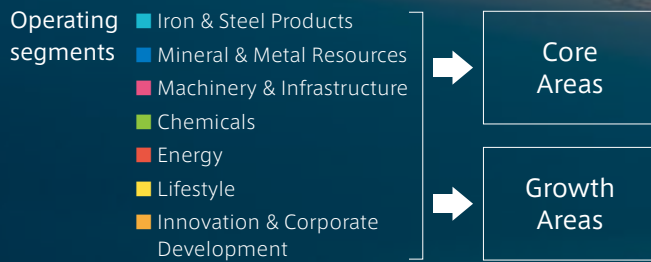 Operating
segments
Iron & Steel Products
Mineral & Metal Resources
Machinery & Infrastructure
Chemicals
Energy
Lifestyle
Innovation & Corporate
Development
Core
Areas
Growth
Areas